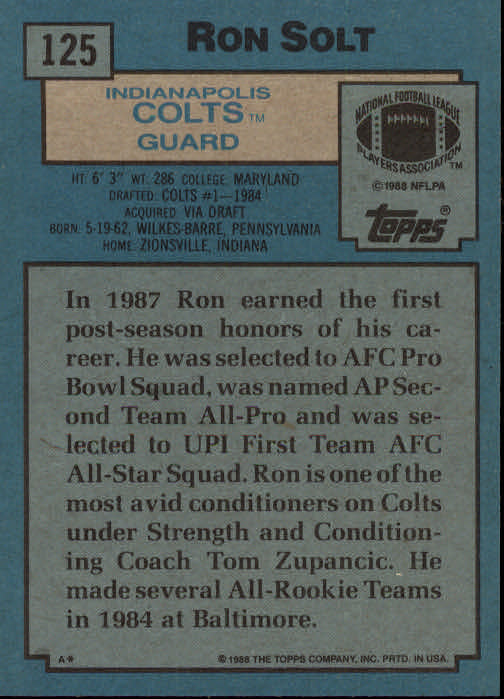 125
RON SOLT
INDIANAPOLIS
COLTS™
GUARD
NATIONAL FOOTBALL LEAGUE
PLAYERS ASSOCIATION™
©1988 NFLPA
topps®
HT: 6' 3" WT: 286 COLLEGE: MARYLAND
DRAFTED: COLTS #1—1984
ACQUIRED: VIA DRAFT
BORN: 5-19-62, WILKES-BARRE, PENNSYLVANIA
HOME: ZIONSVILLE, INDIANA
In 1987 Ron earned the first
post-season honors of his ca-
reer. He was selected to AFC Pro
Bowl Squad, was named AP Sec-
ond Team All-Pro and was se-
lected to UPI First Team AFC
All-Star Squad. Ron is one of the
most avid conditioners on Colts
under Strength and Condition-
ing Coach Tom Zupancic. He
made several All-Rookie Teams
in 1984 at Baltimore.
A*
©1988 THE TOPPS COMPANY, INC. PRTD. IN USA.